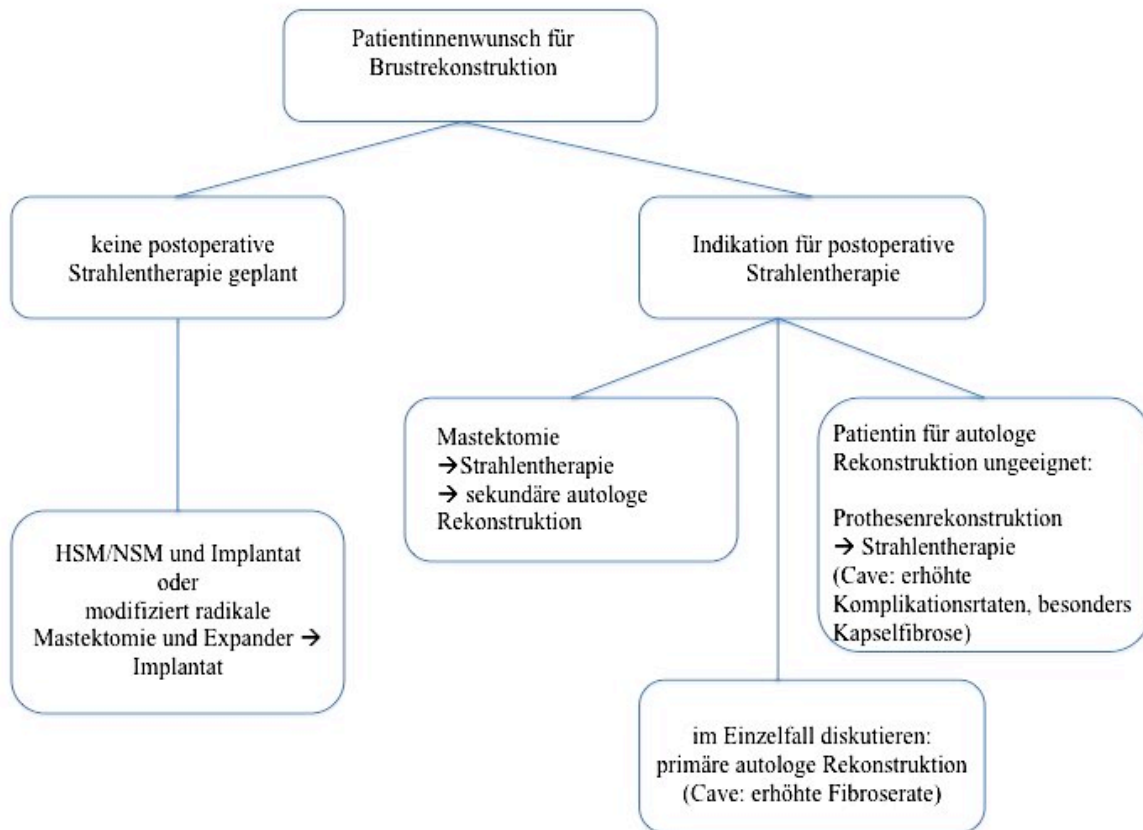 Patientinnenwunsch für
Brustrekonstruktion
keine postoperative
Strahlentherapie geplant
Indikation für postoperative
Strahlentherapie
HSM/NSM und Implantat
oder
modifiziert radikale
Mastektomie und Expander →
Implantat
Mastektomie
→Strahlentherapie
→ sekundäre autologe
Rekonstruktion
Patientin für autologe
Rekonstruktion ungeeignet:
Prothesenrekonstruktion
→ Strahlentherapie
(Cave: erhöhte
Komplikationsrtaten, besonders
Kapselfibrose)
im Einzelfall diskutieren:
primäre autologe Rekonstruktion
(Cave: erhöhte Fibroserate)